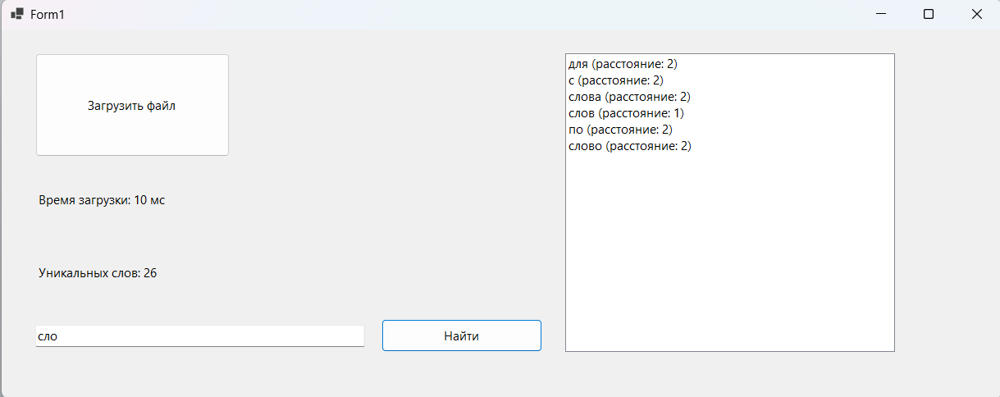 Form1
Загрузить файл
Время загрузки: 10 мс
Уникальных слов: 26
сло
Найти
для (расстояние: 2)
с (расстояние: 2)
слова (расстояние: 2)
слов (расстояние: 1)
по (расстояние: 2)
слово (расстояние: 2)